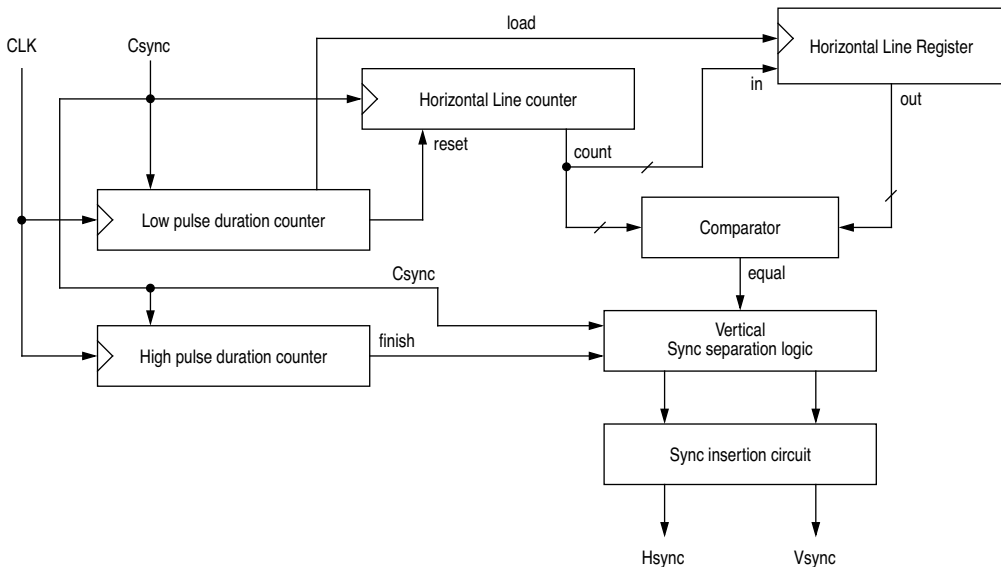 load
CLK
Csync
Horizontal Line Register
Horizontal Line counter
in
out
reset
count
Low pulse duration counter
Comparator
Csync
equal
Vertical
Sync separation logic
High pulse duration counter
finish
Sync insertion circuit
Hsync
Vsync